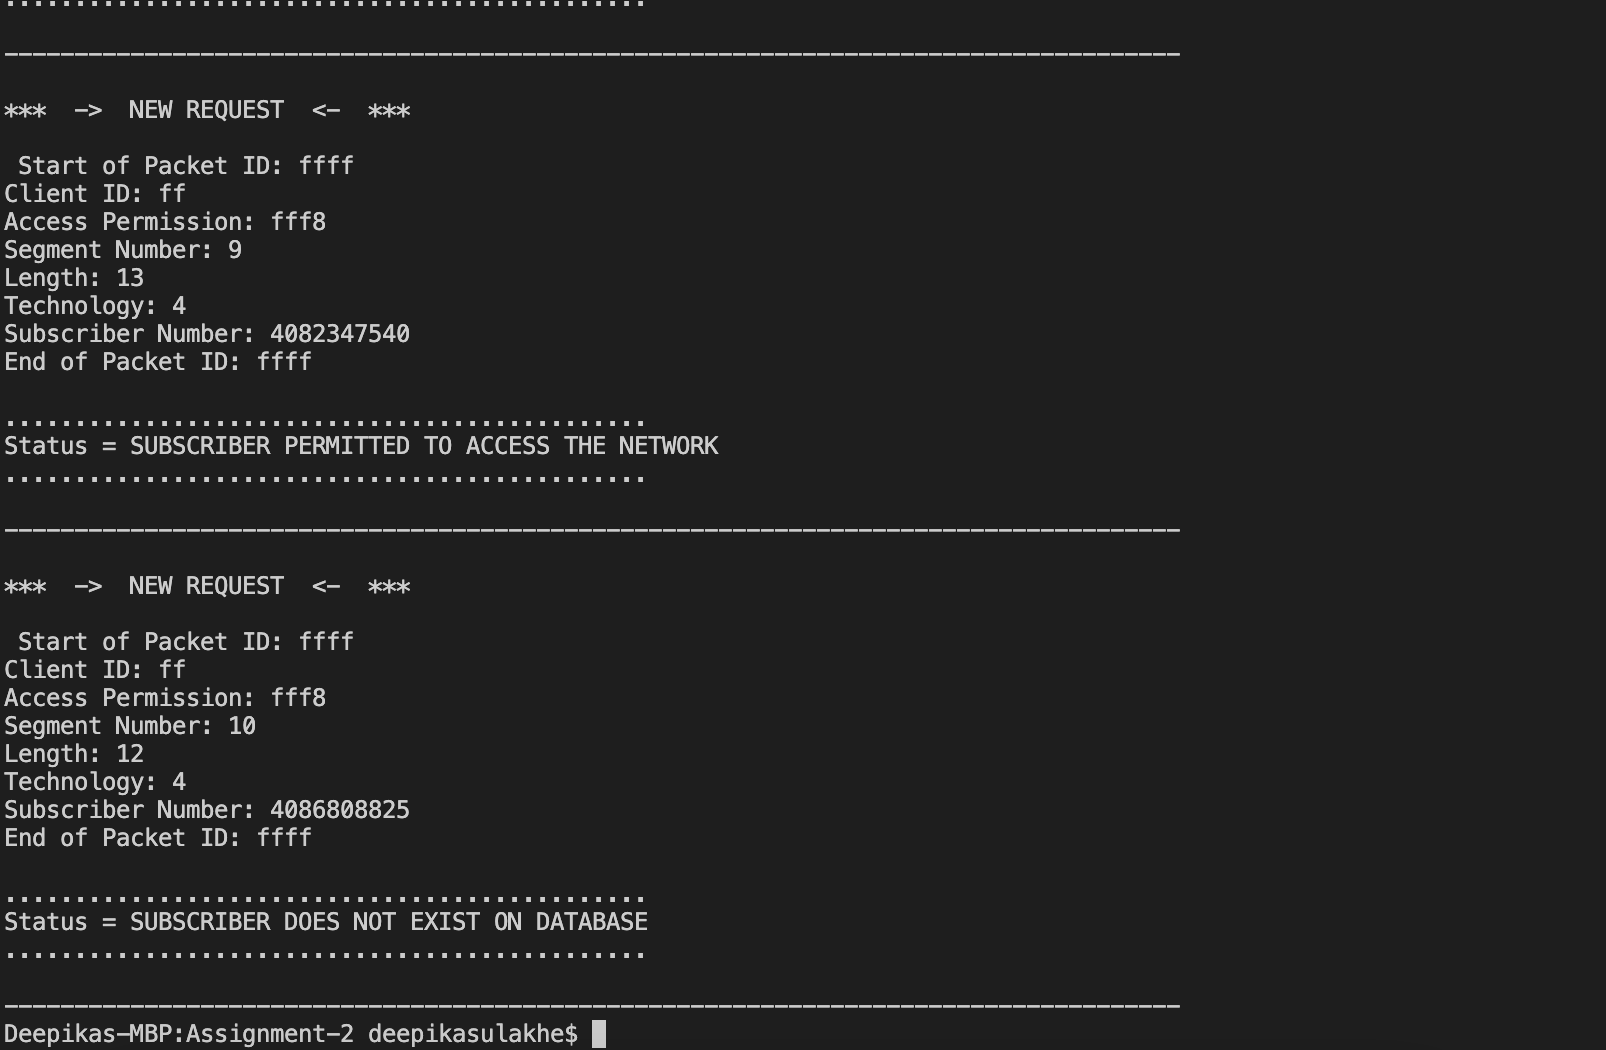 ..............................................
------------------------------------------------------------------------------------
***  ->  NEW REQUEST  <-  ***
Start of Packet ID: ffff
Client ID: ff
Access Permission: fff8
Segment Number: 9
Length: 13
Technology: 4
Subscriber Number: 4082347540
End of Packet ID: ffff
..............................................
Status = SUBSCRIBER PERMITTED TO ACCESS THE NETWORK
..............................................
------------------------------------------------------------------------------------
***  ->  NEW REQUEST  <-  ***
Start of Packet ID: ffff
Client ID: ff
Access Permission: fff8
Segment Number: 10
Length: 12
Technology: 4
Subscriber Number: 4086808825
End of Packet ID: ffff
..............................................
Status = SUBSCRIBER DOES NOT EXIST ON DATABASE
..............................................
------------------------------------------------------------------------------------
Deepikas-MBP:Assignment-2 deepikasulakhe$